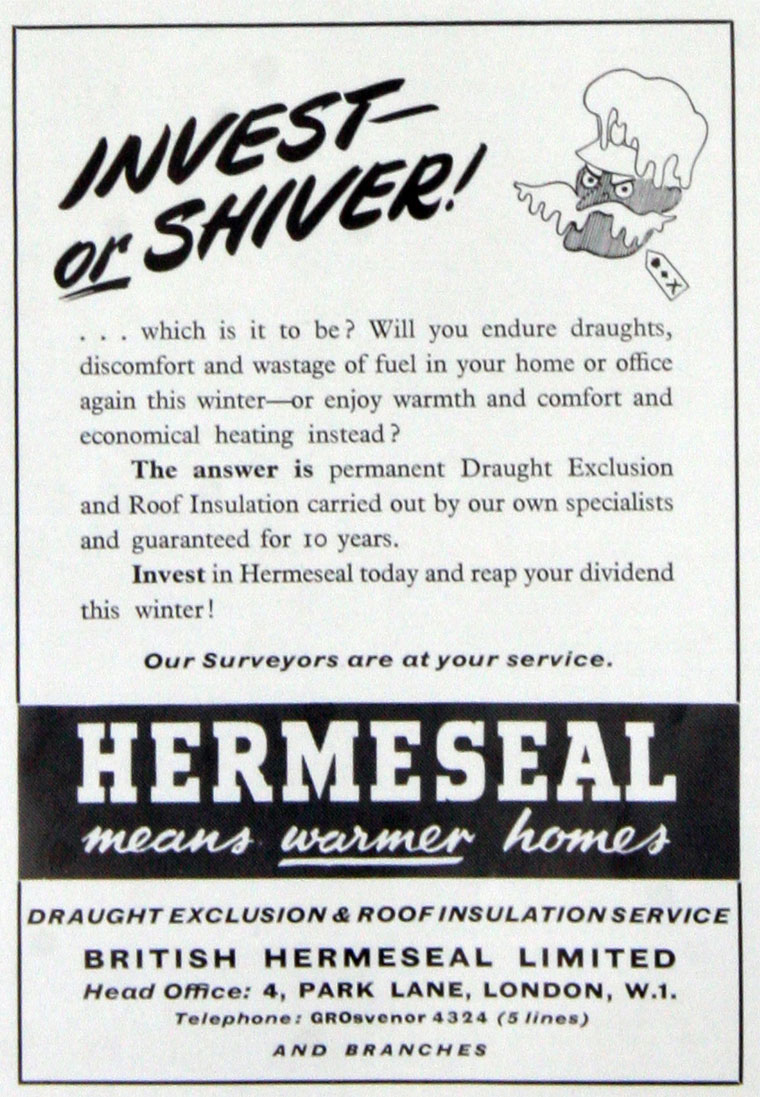 INVEST—
or SHIVER!
. . . which is it to be? Will you endure draughts,
discomfort and wastage of fuel in your home or office
again this winter—or enjoy warmth and comfort and
economical heating instead?
The answer is permanent Draught Exclusion
and Roof Insulation carried out by our own specialists
and guaranteed for 10 years.
Invest in Hermeseal today and reap your dividend
this winter!
Our Surveyors are at your service.
HERMESEAL
means warmer homes
DRAUGHT EXCLUSION & ROOF INSULATION SERVICE
BRITISH HERMESEAL LIMITED
Head Office: 4, PARK LANE, LONDON, W.1.
Telephone: GROsvenor 4324 (5 lines)
AND BRANCHES